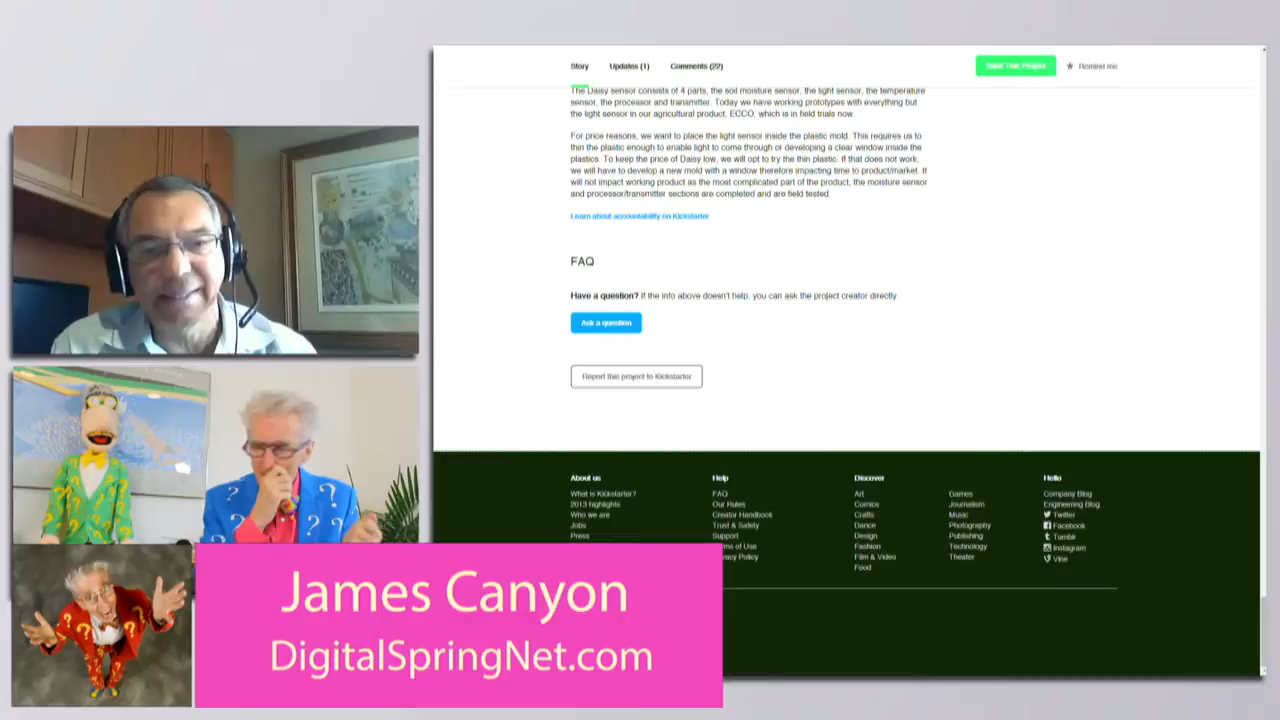 Story Updates (1) Comments (22) Back This Project Remind me
The Daisy sensor consists of 4 parts, the soil moisture sensor, the light sensor, the temperature
sensor, the processor and transmitter. Today we have working prototypes with everything but
the light sensor in our agricultural product, ECCO, which is in field trials now.
For price reasons, we want to place the light sensor inside the plastic mold. This requires us to
thin the plastic enough to enable light to come through or developing a clear window inside the
plastics. To keep the price of Daisy low, we will opt to try the thin plastic. If that does not work,
we will have to develop a new mold with a window therefore impacting time to product/market. It
will not impact working product as the most complicated part of the product, the moisture sensor
and processor/transmitter sections are completed and are field tested.
Learn about accountability on Kickstarter
FAQ
Have a question? If the info above doesn't help, you can ask the project creator directly.
Ask a question
Report this project to Kickstarter
About us
What is Kickstarter?
2013 highlights
Who we are
Jobs
Press
Help
FAQ
Our Rules
Creator Handbook
Trust & Safety
Support
ms of Use
vacy Policy
Discover
Art
Comics
Crafts
Dance
Design
Fashion
Film & Video
Food
Games
Journalism
Music
Photography
Publishing
Technology
Theater
Hello
Company Blog
Engineering Blog
Twitter
Facebook
Tumblr
Instagram
Vine
James Canyon
DigitalSpringNet.com